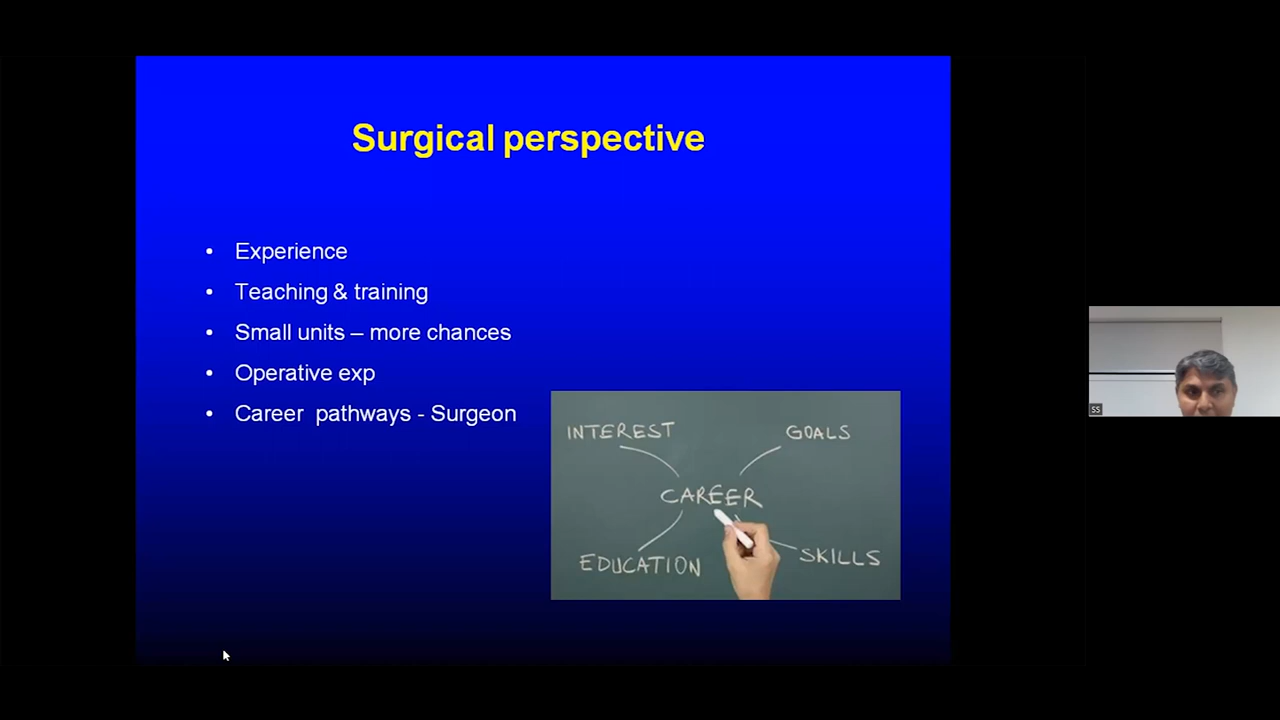 Surgical perspective
• Experience
• Teaching & training
• Small units – more chances
• Operative exp
• Career pathways - Surgeon
INTEREST
GOALS
CAREER
EDUCATION
SKILLS
SS